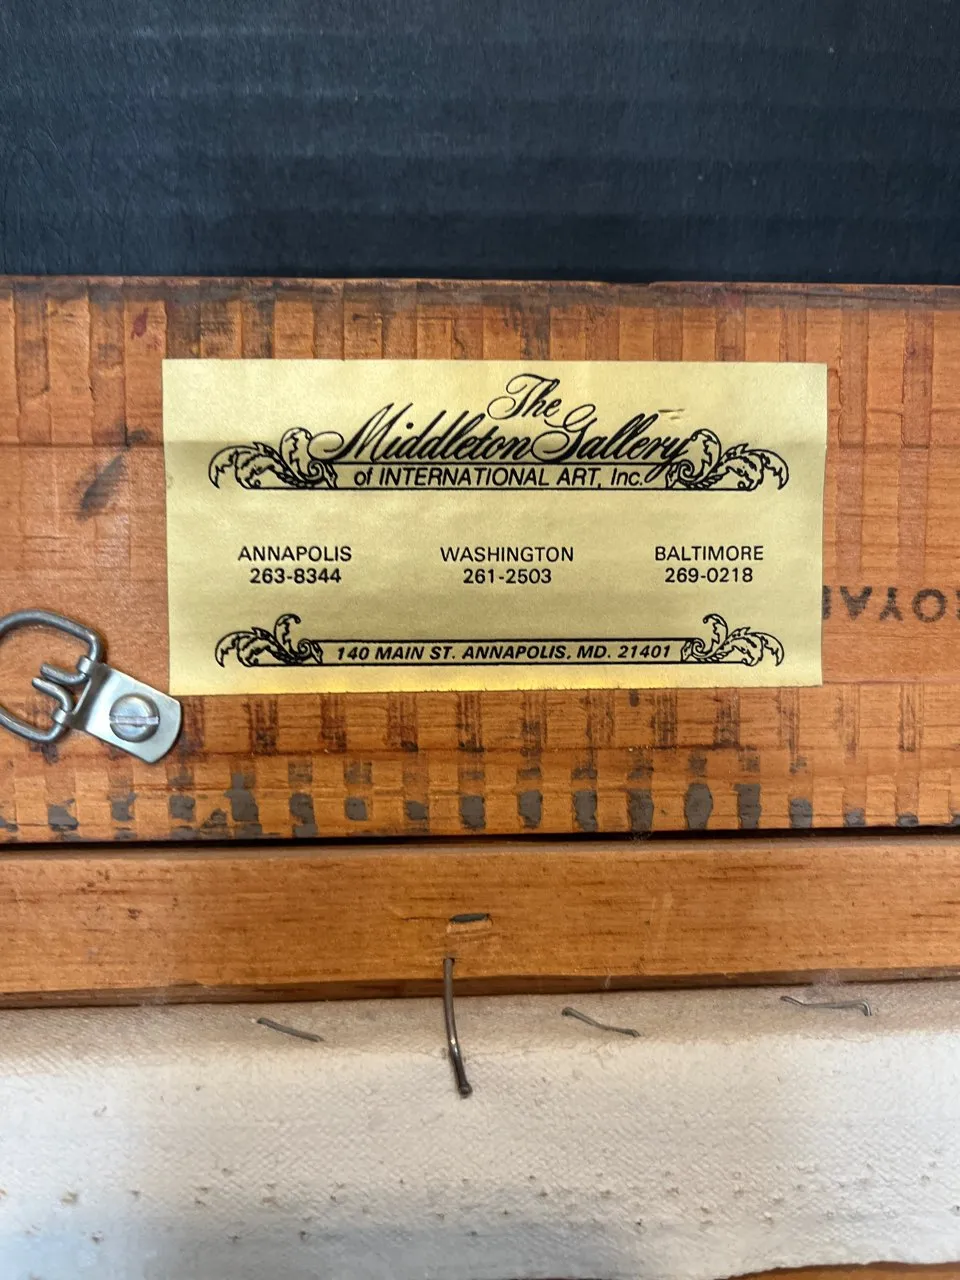 The
Middleton Gallery
of INTERNATIONAL ART, Inc.
ANNAPOLIS WASHINGTON BALTIMORE
263-8344 261-2503 269-0218
140 MAIN ST. ANNAPOLIS, MD. 21401